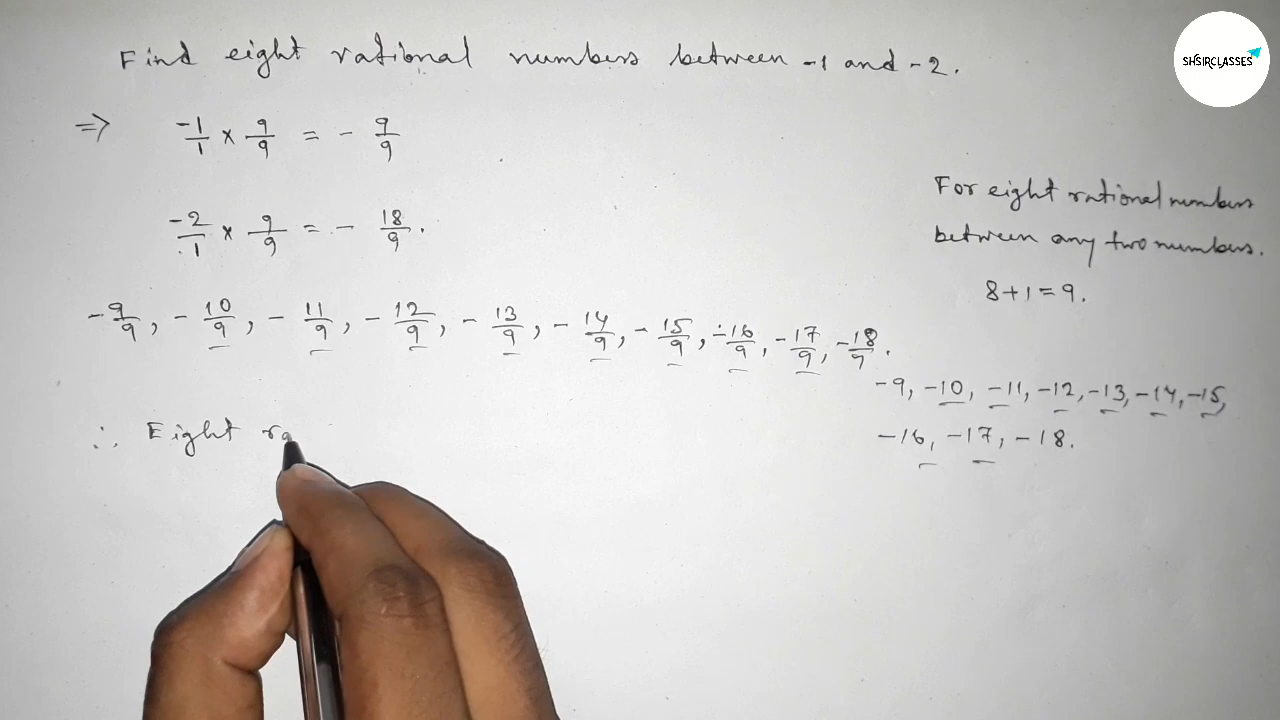 Find eight rational numbers between -1 and -2.
SHSIRCLASSES
⇒ -1/1 × 9/9 = - 9/9
-2/1 × 9/9 = - 18/9.
For eight rational numbers
between any two numbers.
8+1=9.
-9/9, -10/9, -11/9, -12/9, -13/9, -14/9, -15/9, -16/9, -17/9, -18/9.
-9, -10, -11, -12, -13, -14, -15,
-16, -17, -18.
∴ Eight ra